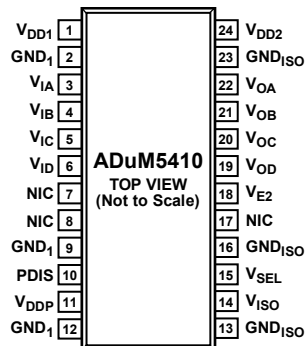 VDD1 1 24 VDD2
GND1 2 23 GNDISO
VIA 3 22 VOA
VIB 4 21 VOB
VIC 5 20 VOC
VID 6 19 VOD
ADuM5410
TOP VIEW
(Not to Scale)
NIC 7 18 VE2
NIC 8 17 NIC
GND1 9 16 GNDISO
PDIS 10 15 VSEL
VDDP 11 14 VISO
GND1 12 13 GNDISO